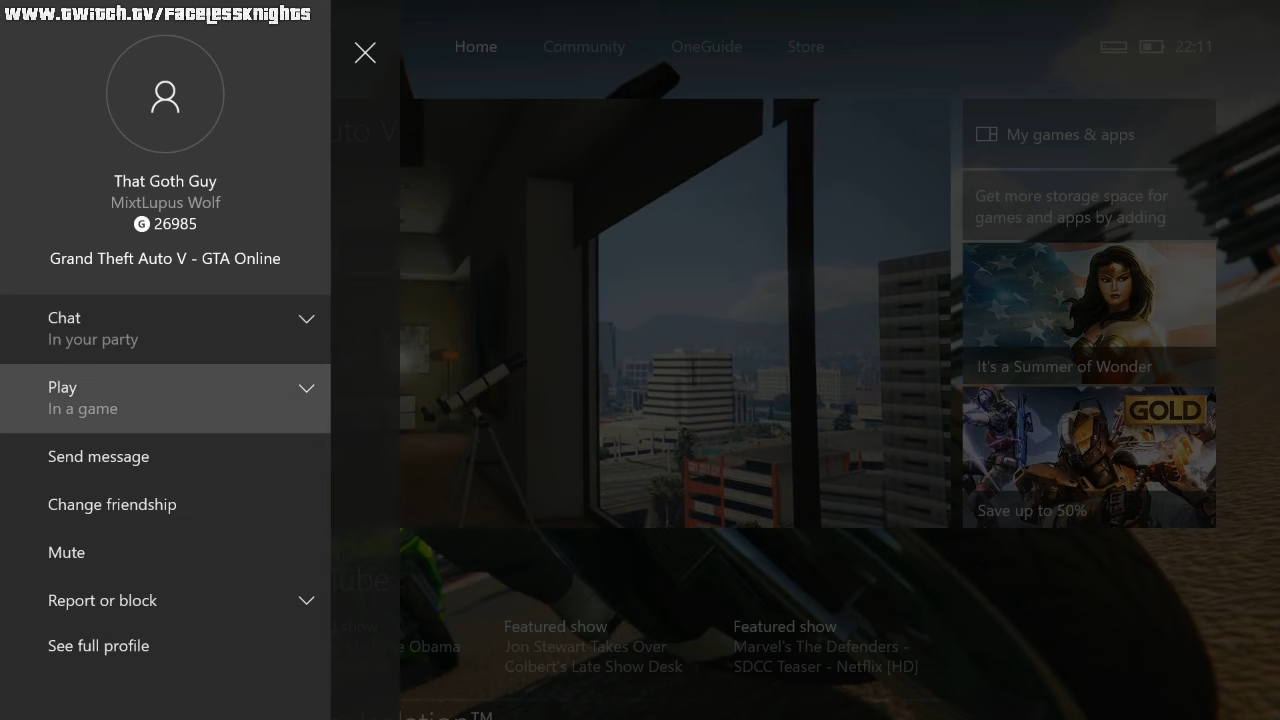 www.twitch.tv/FacelessKnights
That Goth Guy
MixtLupus Wolf
G 26985
Grand Theft Auto V - GTA Online
Chat
In your party
Play
In a game
Send message
Change friendship
Mute
Report or block
See full profile
Home Community OneGuide Store
22:11
uto V
My games & apps
Get more storage space for
games and apps by adding
It's a Summer of Wonder
GOLD
Save up to 50%
Tube
show
Obama
Featured show
Jon Stewart Takes Over
Colbert's Late Show Desk
Featured show
Marvel's The Defenders -
SDCC Teaser - Netflix [HD]